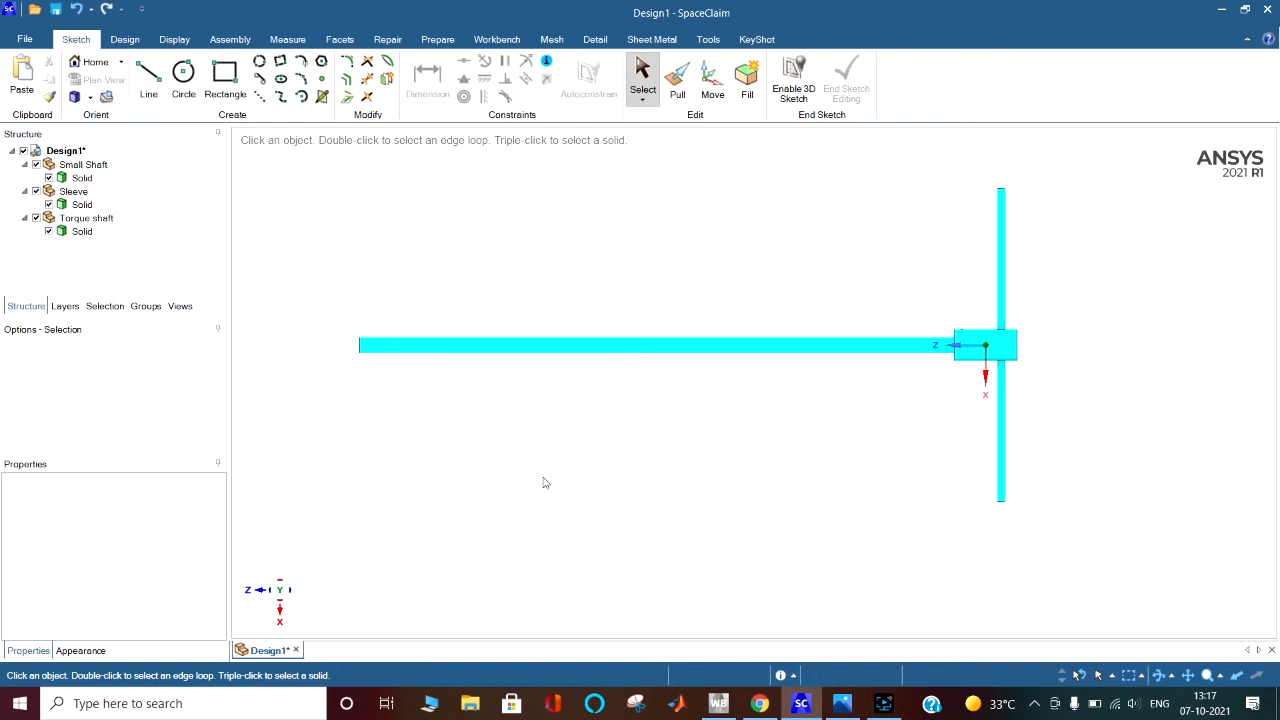 Design1 - SpaceClaim
File Sketch Design Display Assembly Measure Facets Repair Prepare Workbench Mesh Detail Sheet Metal Tools KeyShot
Paste
Home
Plan View
Line Circle Rectangle
Dimension
Autoconstrain
Select Pull Move Fill
Enable 3D Sketch
End Sketch Editing
Clipboard Orient Create Modify Constraints Edit End Sketch
Structure
Click an object. Double-click to select an edge loop. Triple-click to select a solid.
Design1*
Small Shaft
Solid
Sleeve
Solid
Torque shaft
Solid
ANSYS
2021 R1
Structure Layers Selection Groups Views
Options - Selection
Z
X
Properties
Z Y
X
Properties Appearance
Design1*
Click an object. Double-click to select an edge loop. Triple-click to select a solid.
Type here to search
WB
SC
33°C
ENG
13:17
07-10-2021